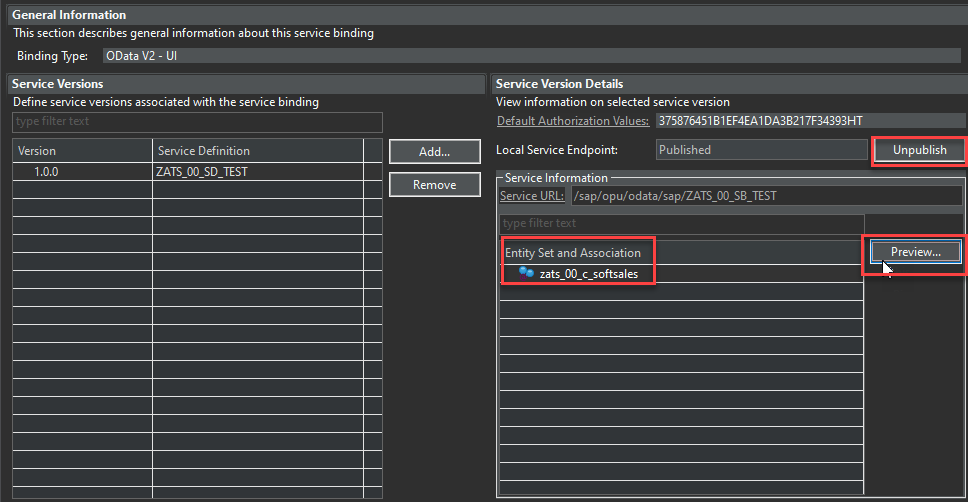 General Information
This section describes general information about this service binding
Binding Type: OData V2 - UI
Service Versions
Define service versions associated with the service binding
type filter text
Version Service Definition
1.0.0 ZATS_00_SD_TEST
Add...
Remove
Service Version Details
View information on selected service version
Default Authorization Values: 375876451B1EF4EA1DA3B217F34393HT
Local Service Endpoint: Published Unpublish
Service Information
Service URL: /sap/opu/odata/sap/ZATS_00_SB_TEST
type filter text
Entity Set and Association
zats_00_c_softsales
Preview...